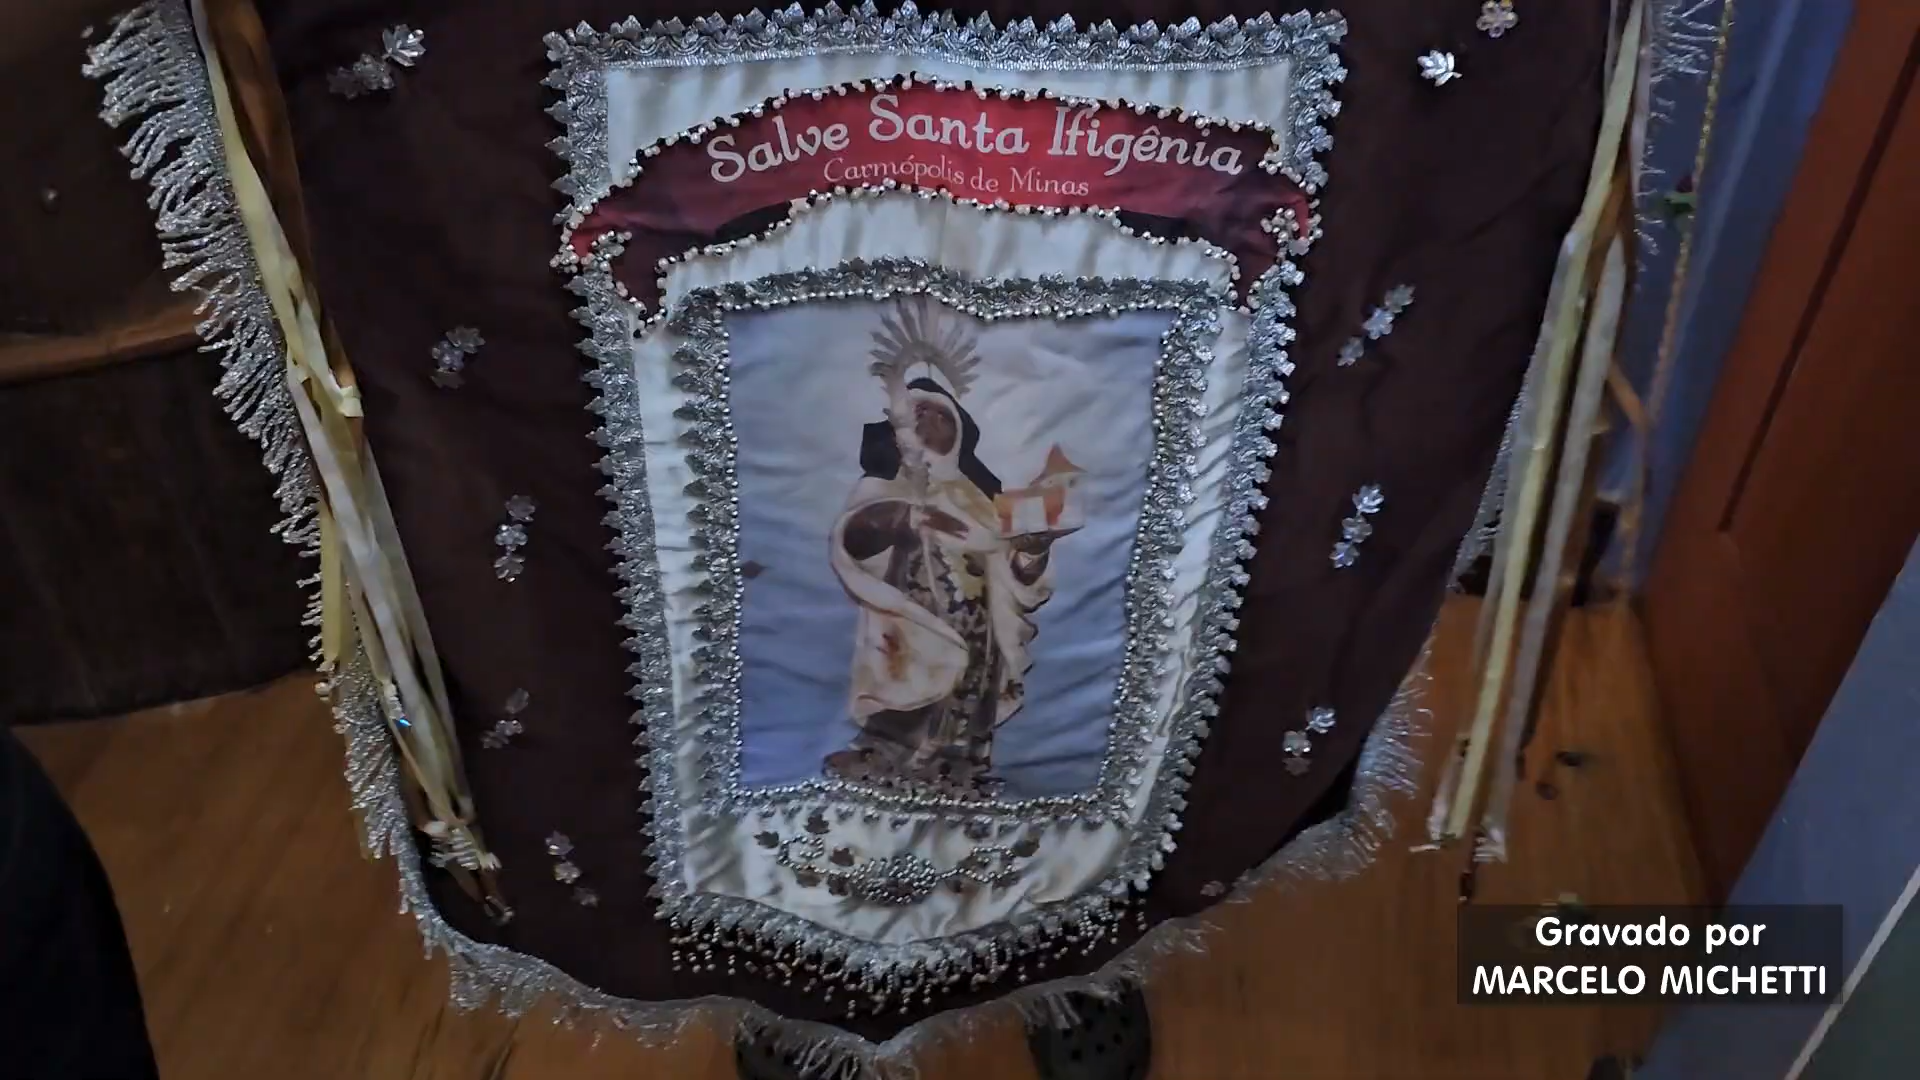 Salve Santa Ifigênia
Carmópolis de Minas
Gravado por
MARCELO MICHETTI